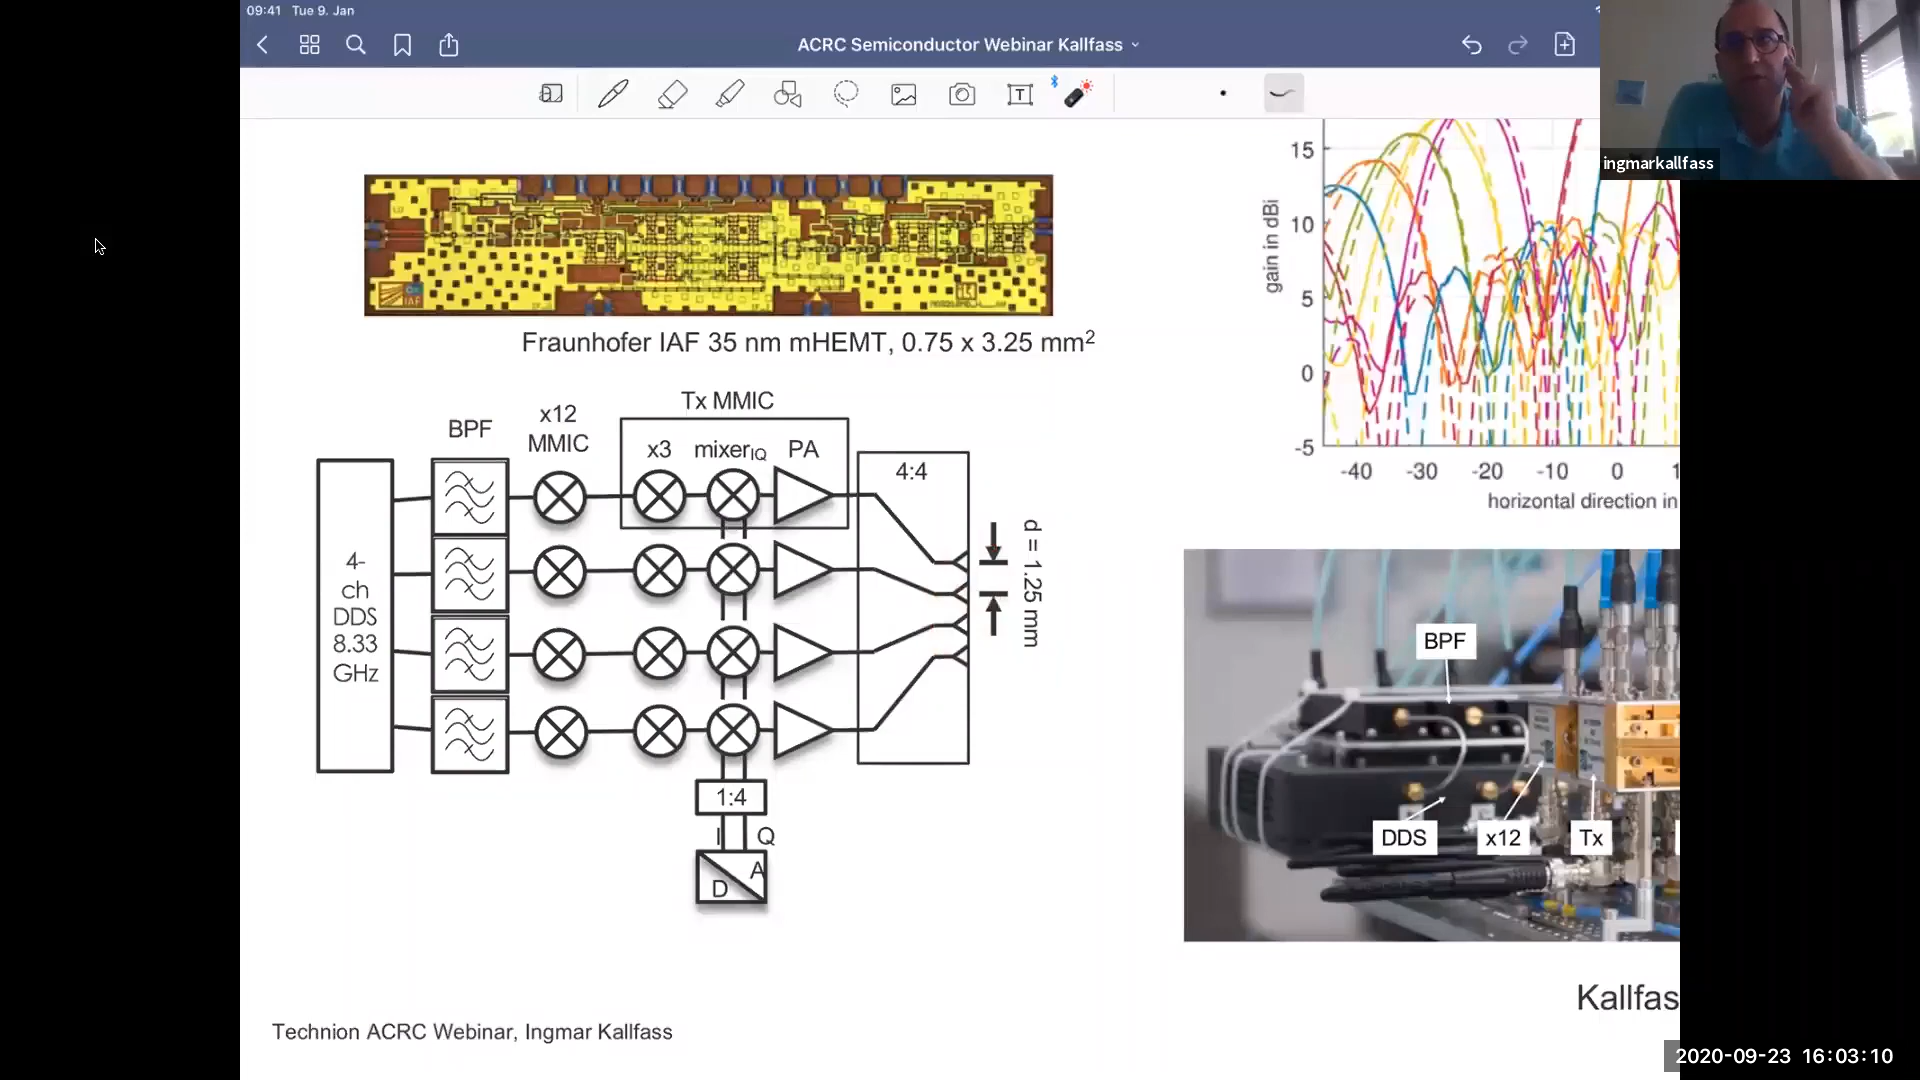 09:41 Tue 9. Jan
ACRC Semiconductor Webinar Kallfass
T
ingmarkallfass
IAF
Fraunhofer IAF 35 nm mHEMT, 0.75 x 3.25 mm²
15
10
5
0
-5
gain in dBi
-40 -30 -20 -10 0 1
horizontal direction in
Tx MMIC
BPF
x12
MMIC
x3 mixerIQ PA
4:4
4-
ch
DDS
8.33
GHz
d = 1.25 mm
1:4
I Q
D A
BPF
DDS x12 Tx
Kallfas
Technion ACRC Webinar, Ingmar Kallfass
2020-09-23 16:03:10